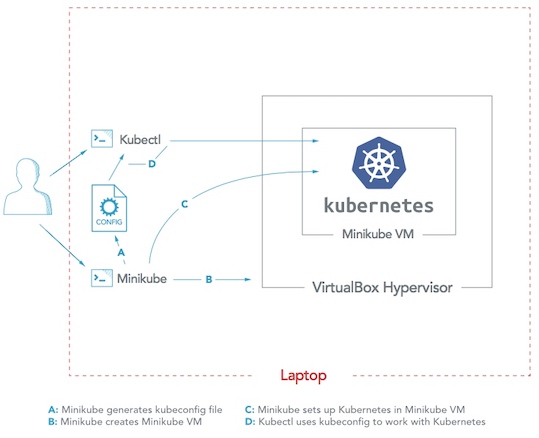 Kubectl
D
CONFIG
kubernetes
C
Minikube VM
A
Minikube
B
VirtualBox Hypervisor
Laptop
A: Minikube generates kubeconfig file
C: Minikube sets up Kubernetes in Minikube VM
B: Minikube creates Minikube VM
D: Kubectl uses kubeconfig to work with Kubernetes